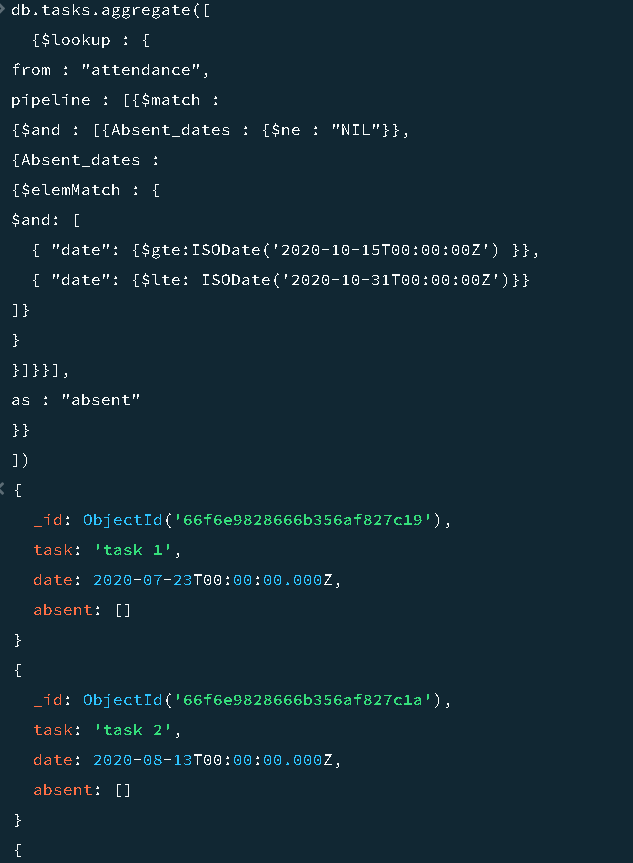 db.tasks.aggregate([
{$lookup : {
from : "attendance",
pipeline : [{$match :
{$and : [{Absent_dates : {$ne : "NIL"}},
{Absent_dates :
{$elemMatch : {
$and: [
{ "date": {$gte:ISODate('2020-10-15T00:00:00Z') }},
{ "date": {$lte: ISODate('2020-10-31T00:00:00Z')}}
]}
}
}]}}],
as : "absent"
}}
])
{
_id: ObjectId('66f6e9828666b356af827c19'),
task: 'task 1',
date: 2020-07-23T00:00:00.000Z,
absent: []
}
{
_id: ObjectId('66f6e9828666b356af827c1a'),
task: 'task 2',
date: 2020-08-13T00:00:00.000Z,
absent: []
}
{